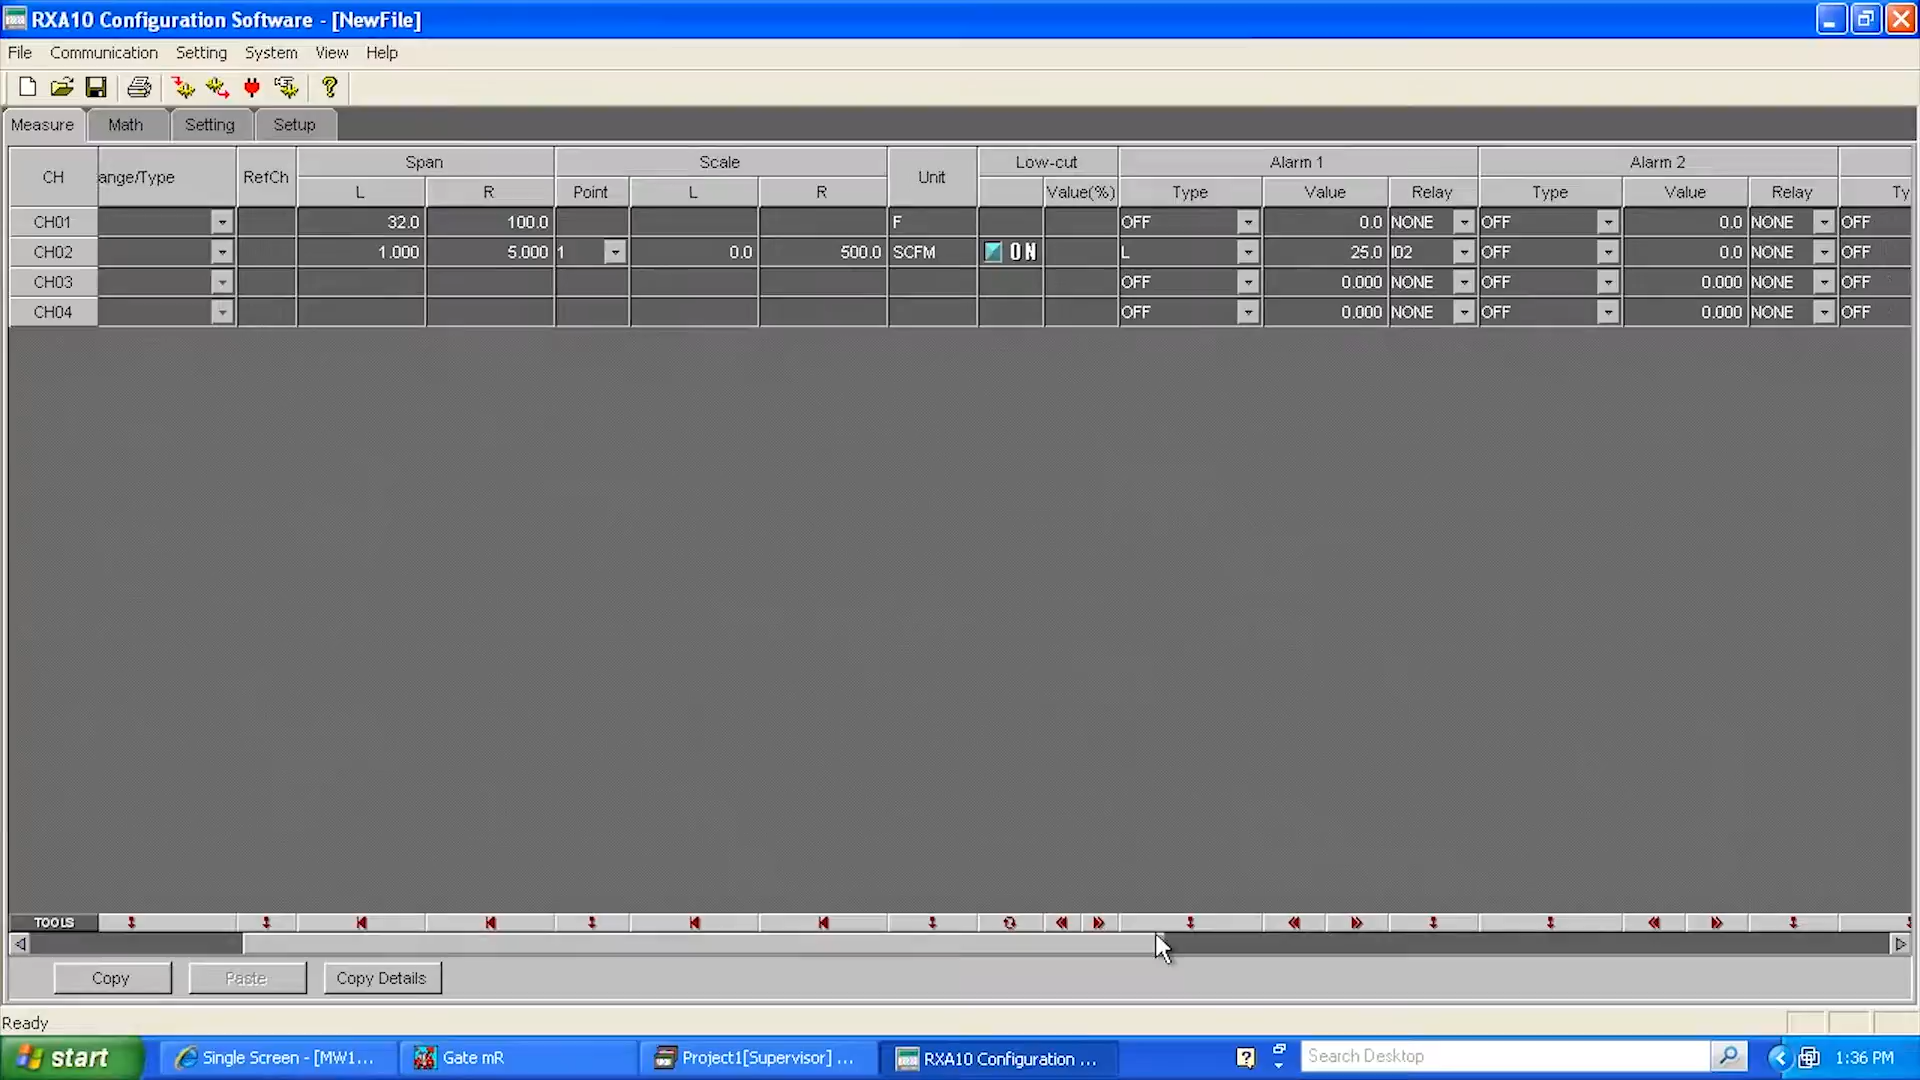 RXA10 Configuration Software - [NewFile]
File Communication Setting System View Help
Measure Math Setting Setup
CH ange/Type RefCh Span Scale Unit Low-cut Alarm 1 Alarm 2
L R Point L R Value(%) Type Value Relay Type Value Relay Ty
CH01 32.0 100.0 F OFF 0.0 NONE OFF 0.0 NONE OFF
CH02 1.000 5.000 1 0.0 500.0 SCFM ON L 25.0 I02 OFF 0.0 NONE OFF
CH03 OFF 0.000 NONE OFF 0.000 NONE OFF
CH04 OFF 0.000 NONE OFF 0.000 NONE OFF
TOOLS
Copy Paste Copy Details
Ready
start Single Screen - [MW1... Gate mR Project1[Supervisor] ... RXA10 Configuration ... Search Desktop 1:36 PM